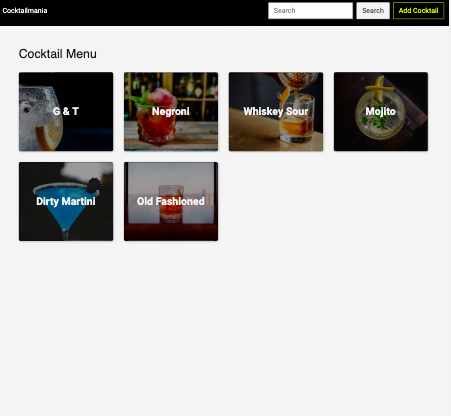 Cocktailmania
Search
Search
Add Cocktail
Cocktail Menu
G & T
Negroni
Whiskey Sour
Mojito
Dirty Martini
Old Fashioned